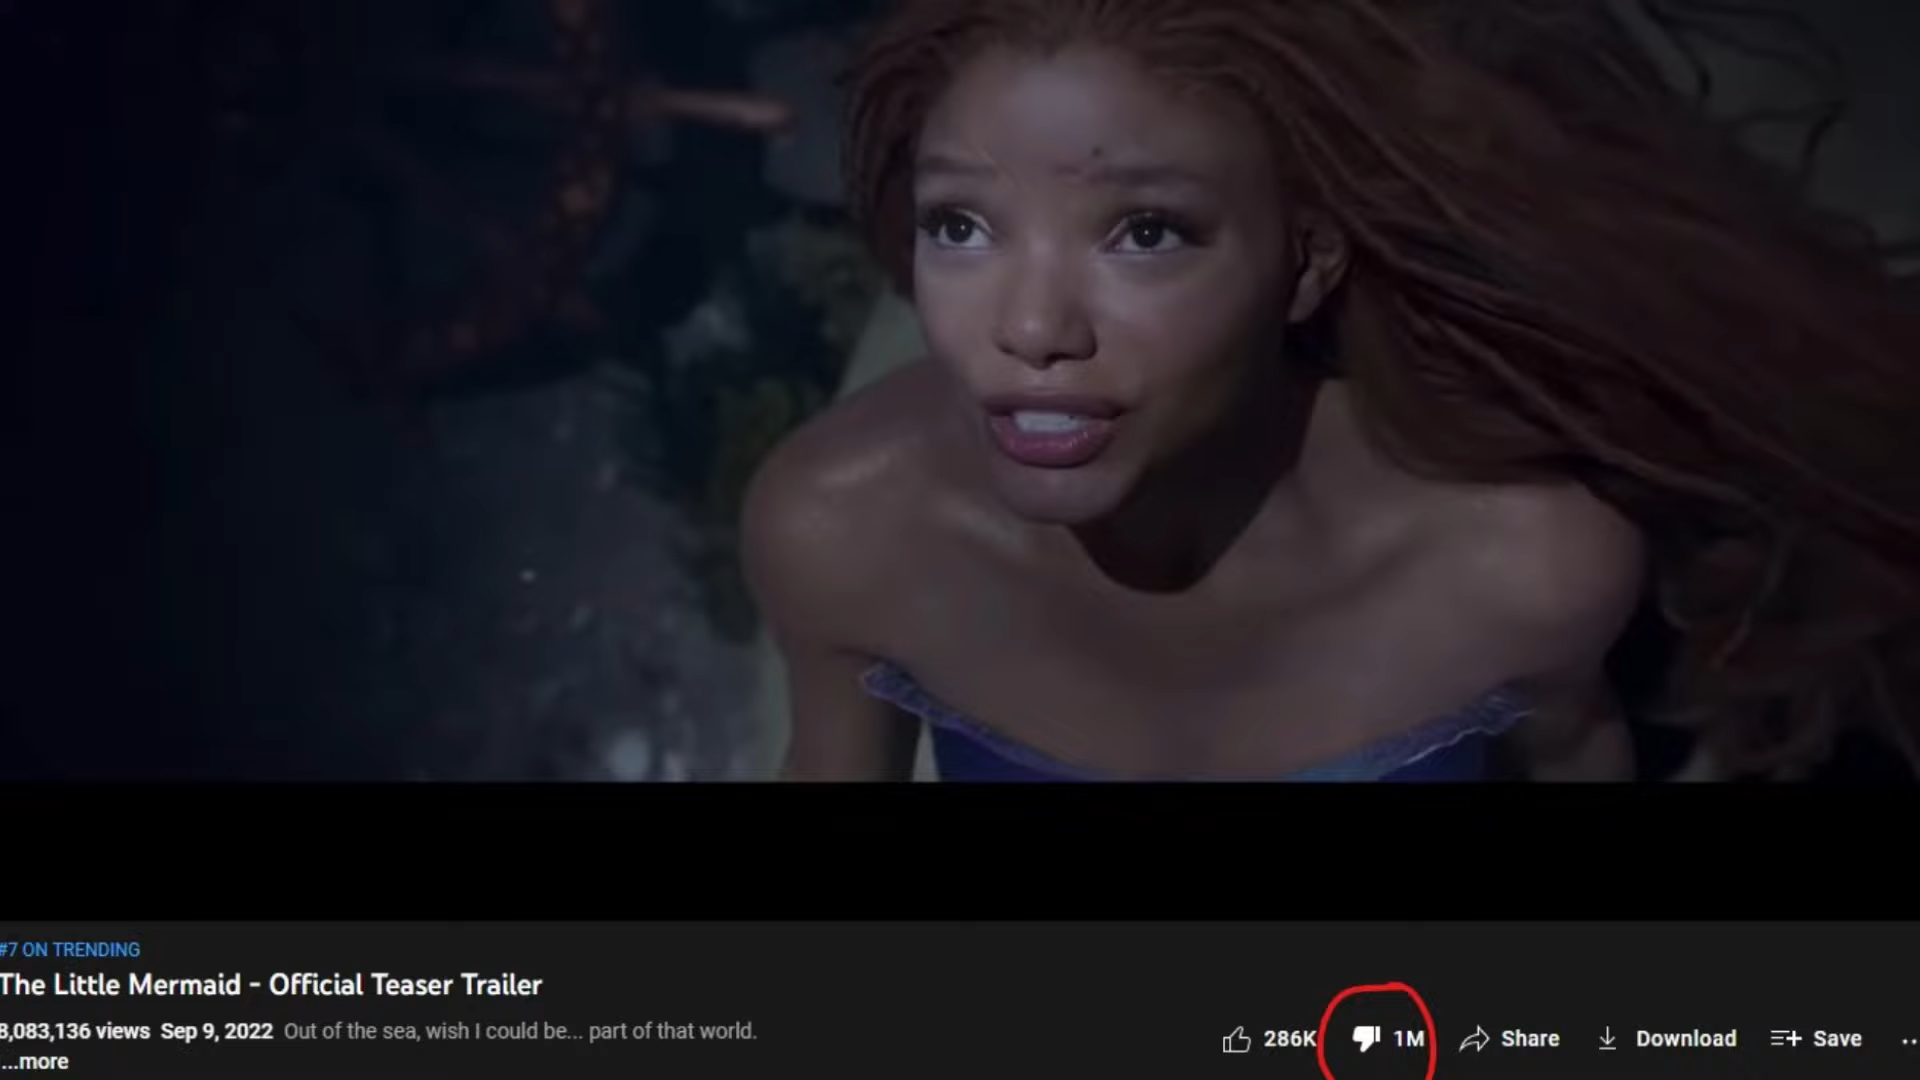 #7 ON TRENDING
The Little Mermaid - Official Teaser Trailer
8,083,136 views Sep 9, 2022 Out of the sea, wish I could be... part of that world.
286K 1M Share Download Save ...
...more